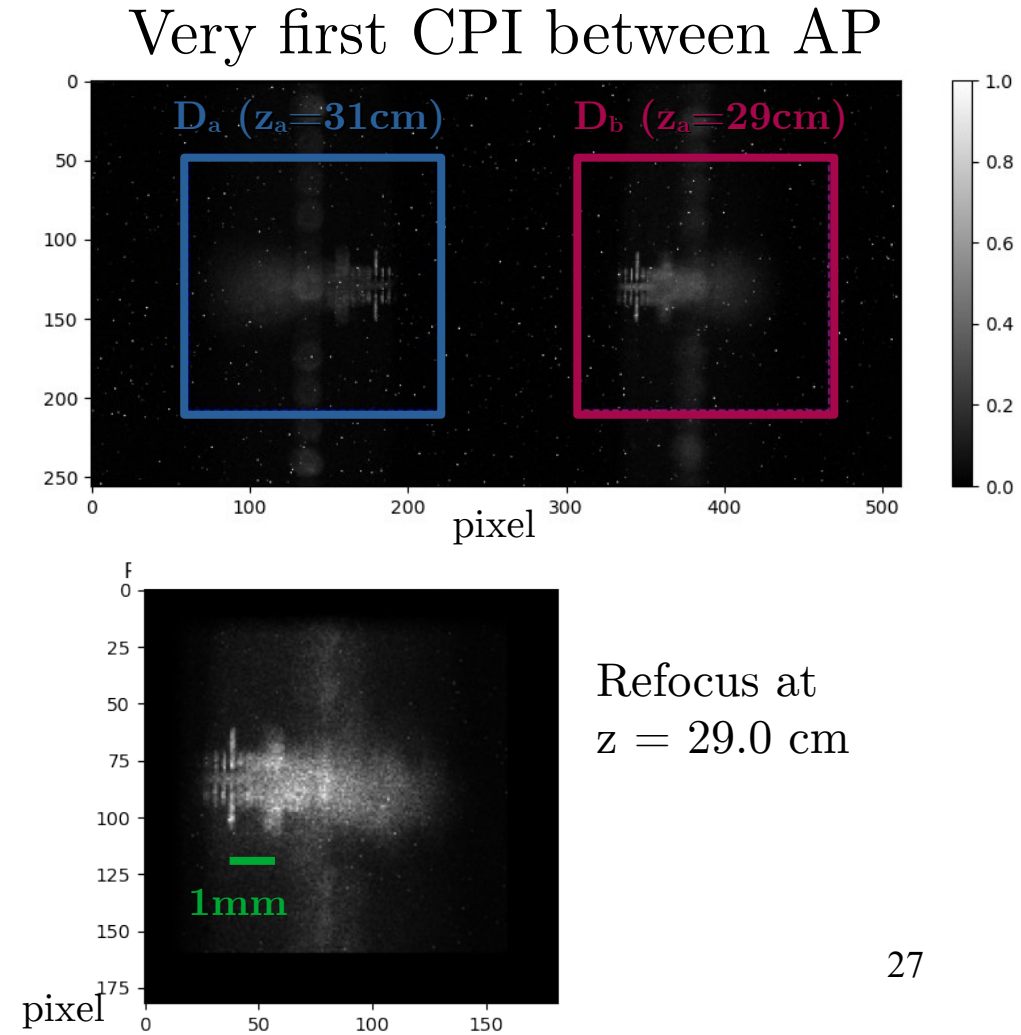 Very first CPI between AP
0
Dₐ (zₐ=31cm)
D_b (zₐ=29cm)
1.0
50
0.8
100
0.6
150
0.4
200
0.2
250
0.0
0 100 200 300 400 500
pixel
0
25
50
75
100
125
150
175
1mm
Refocus at
z = 29.0 cm
27
pixel
0 50 100 150